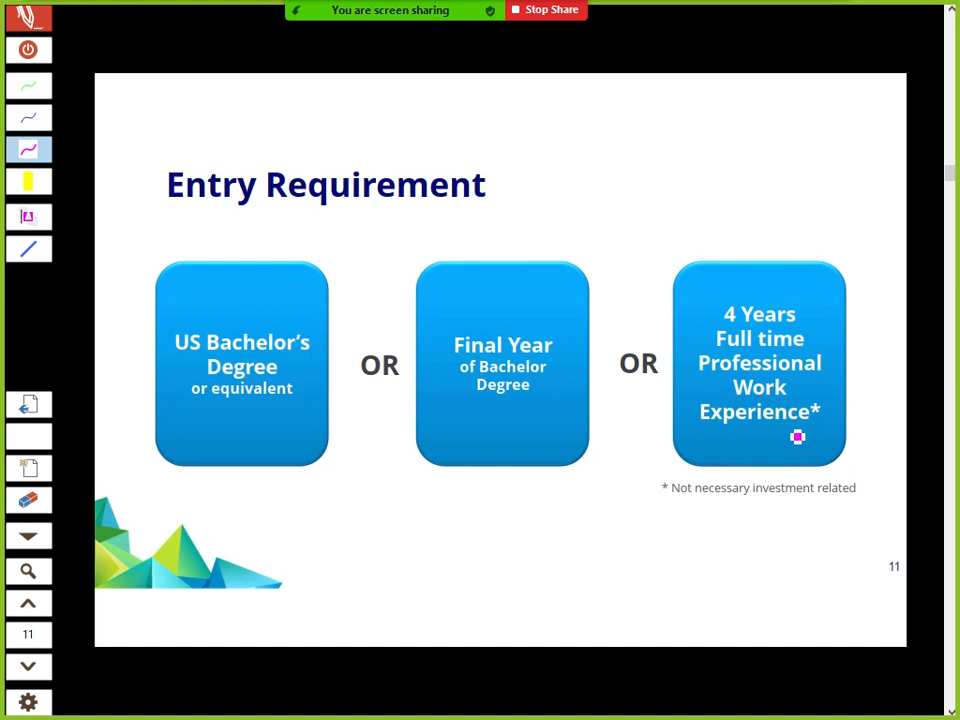 You are screen sharing
Stop Share
Entry Requirement
US Bachelor's
Degree
or equivalent
OR
Final Year
of Bachelor
Degree
OR
4 Years
Full time
Professional
Work
Experience*
* Not necessary investment related
11
11